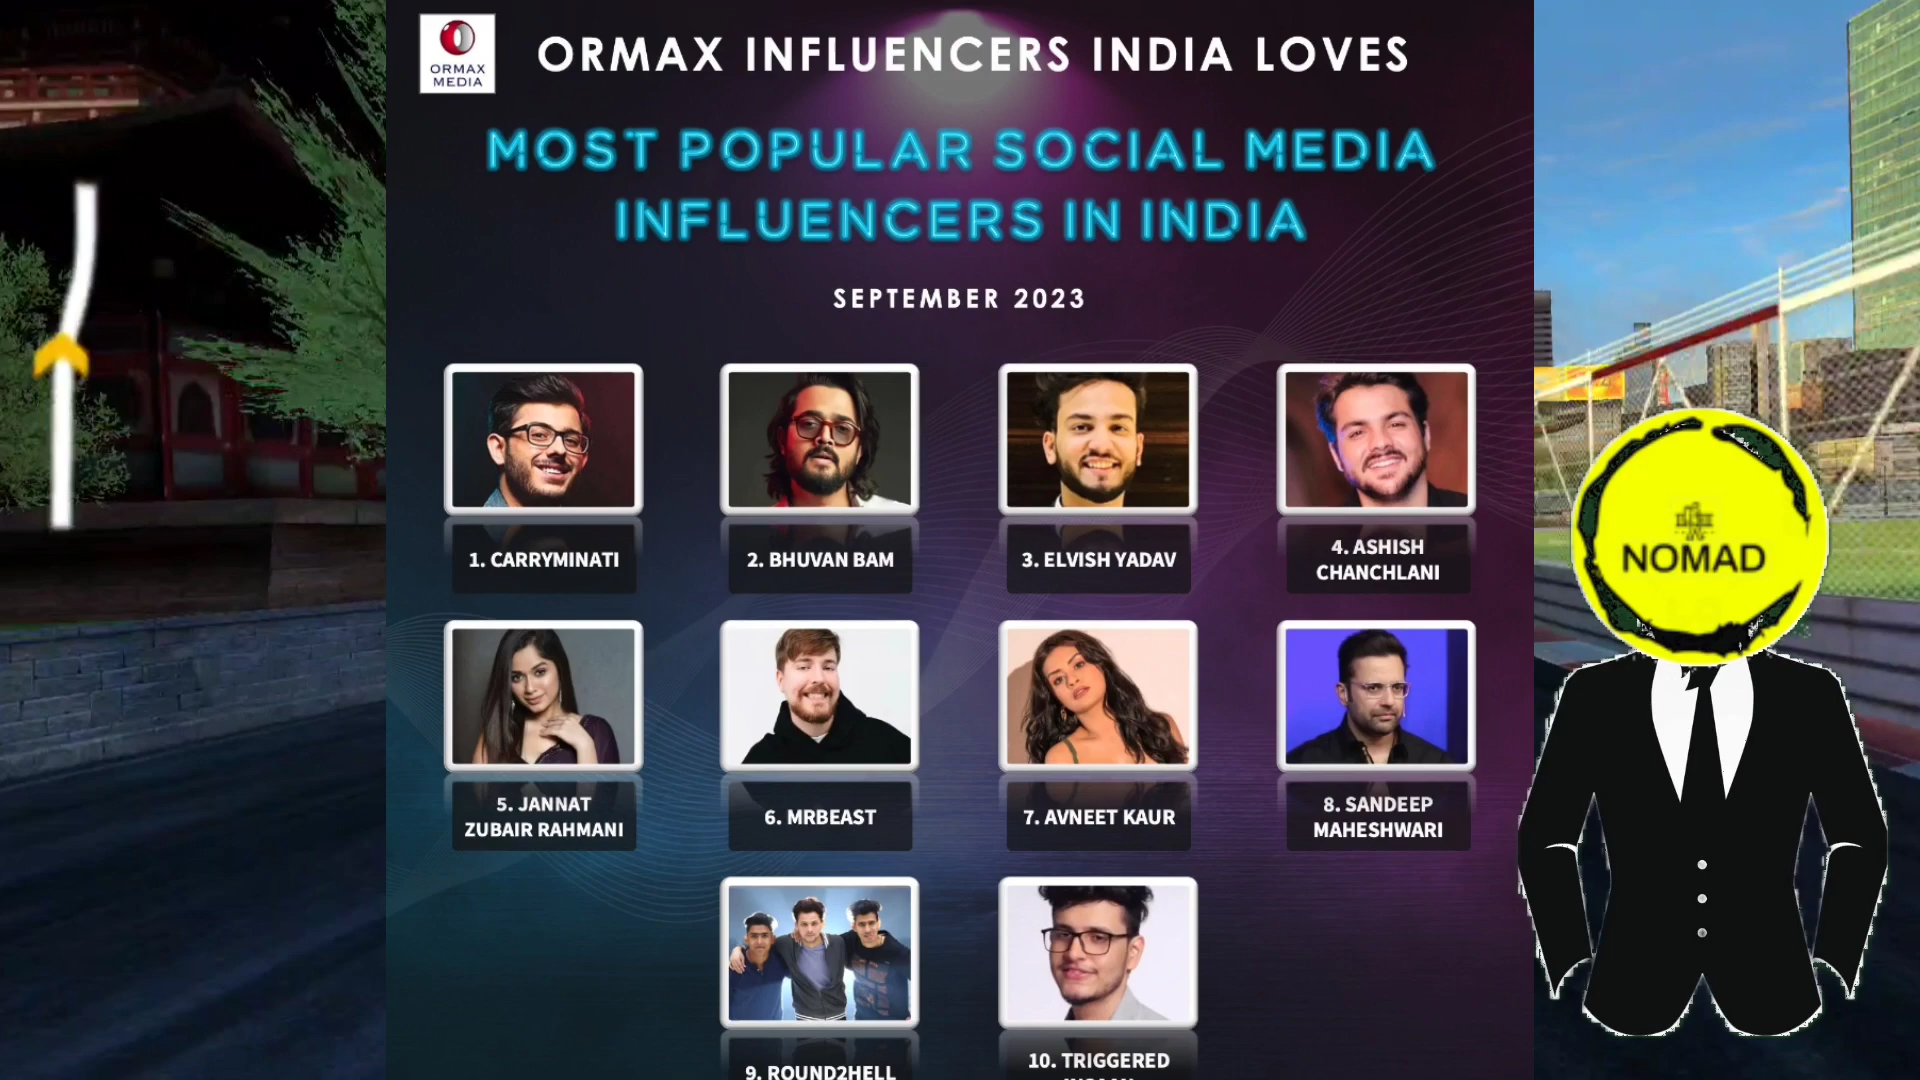 ORMAX
MEDIA
ORMAX INFLUENCERS INDIA LOVES
MOST POPULAR SOCIAL MEDIA
INFLUENCERS IN INDIA
SEPTEMBER 2023
1. CARRYMINATI
2. BHUVAN BAM
3. ELVISH YADAV
4. ASHISH
CHANCHLANI
5. JANNAT
ZUBAIR RAHMANI
6. MRBEAST
7. AVNEET KAUR
8. SANDEEP
MAHESHWARI
9. ROUND2HELL
10. TRIGGERED
NOMAD